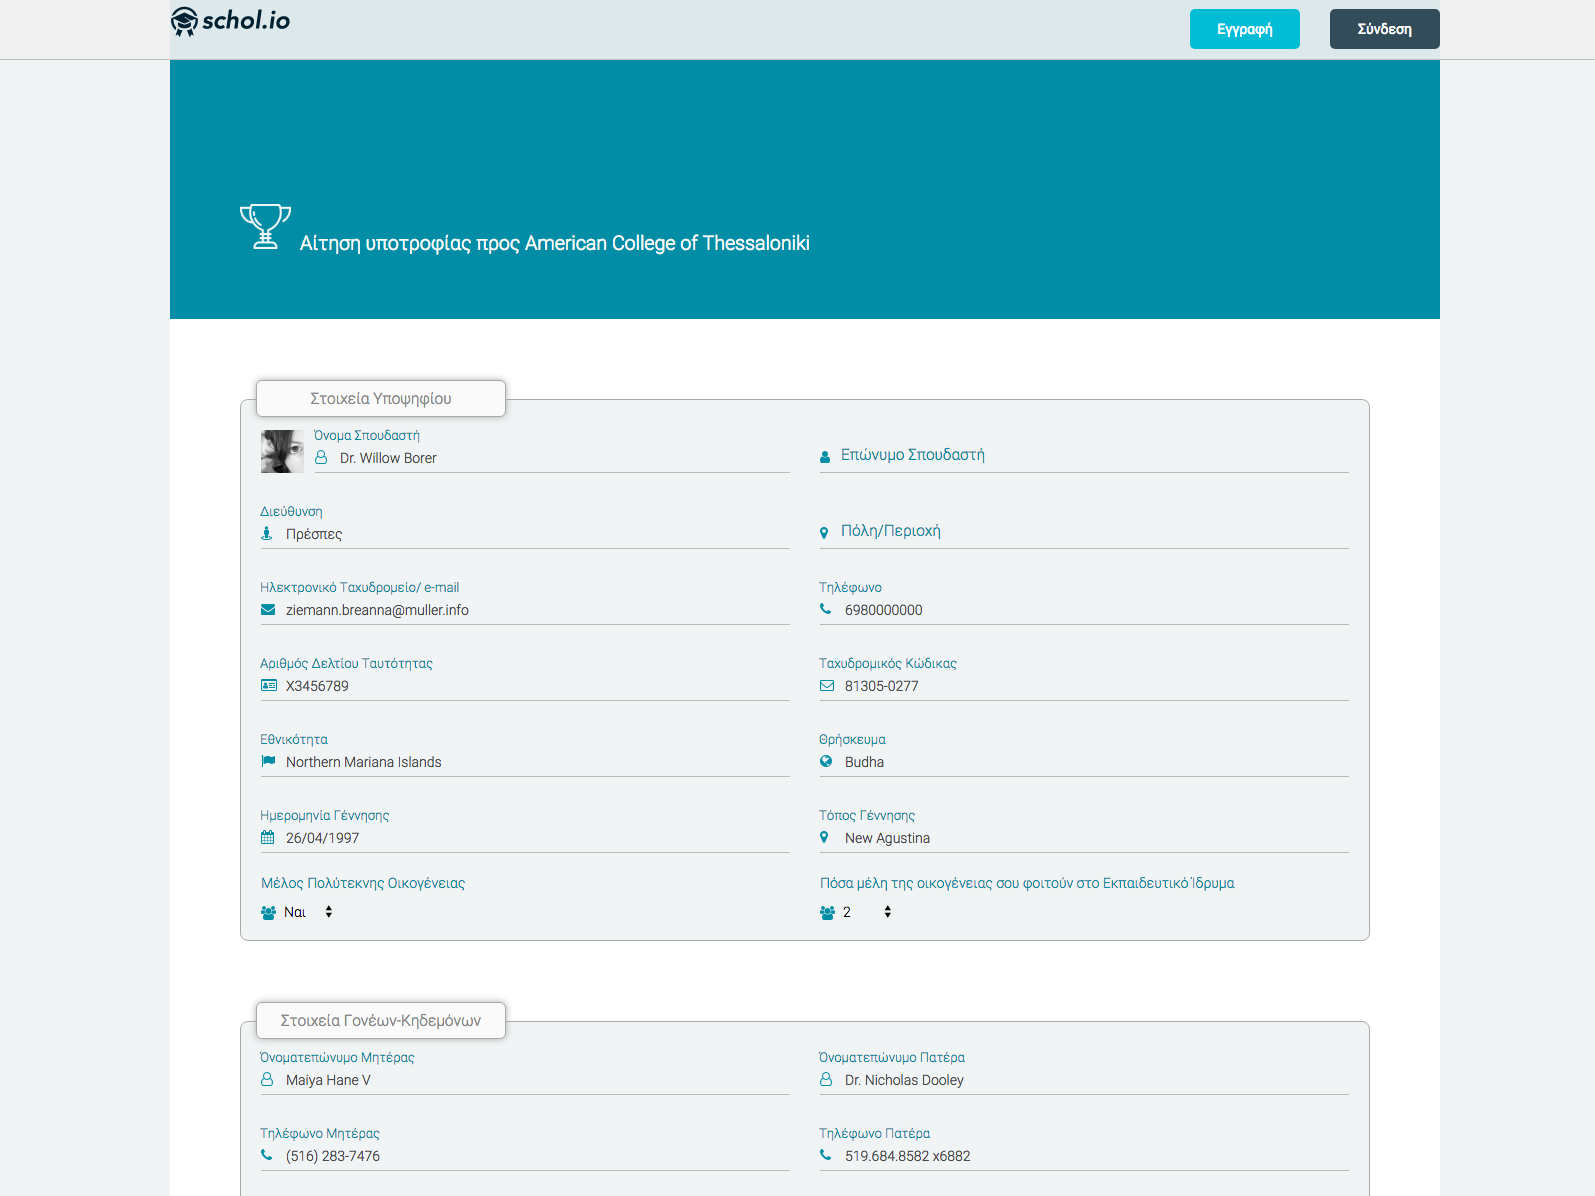 schol.io
Εγγραφή
Σύνδεση
Αίτηση υποτροφίας προς American College of Thessaloniki
Στοιχεία Υποψηφίου
Όνομα Σπουδαστή
Dr. Willow Borer
Επώνυμο Σπουδαστή
Διεύθυνση
Πρέσπες
Πόλη/Περιοχή
Ηλεκτρονικό Ταχυδρομείο/ e-mail
ziemann.breanna@muller.info
Τηλέφωνο
6980000000
Αριθμός Δελτίου Ταυτότητας
X3456789
Ταχυδρομικός Κώδικας
81305-0277
Εθνικότητα
Northern Mariana Islands
Θρήσκευμα
Budha
Ημερομηνία Γέννησης
26/04/1997
Τόπος Γέννησης
New Agustina
Μέλος Πολύτεκνης Οικογένειας
Ναι
Πόσα μέλη της οικογένειας σου φοιτούν στο Εκπαιδευτικό Ίδρυμα
2
Στοιχεία Γονέων-Κηδεμόνων
Όνοματεπώνυμο Μητέρας
Maiya Hane V
Όνοματεπώνυμο Πατέρα
Dr. Nicholas Dooley
Τηλέφωνο Μητέρας
(516) 283-7476
Τηλέφωνο Πατέρα
519.684.8582 x6882